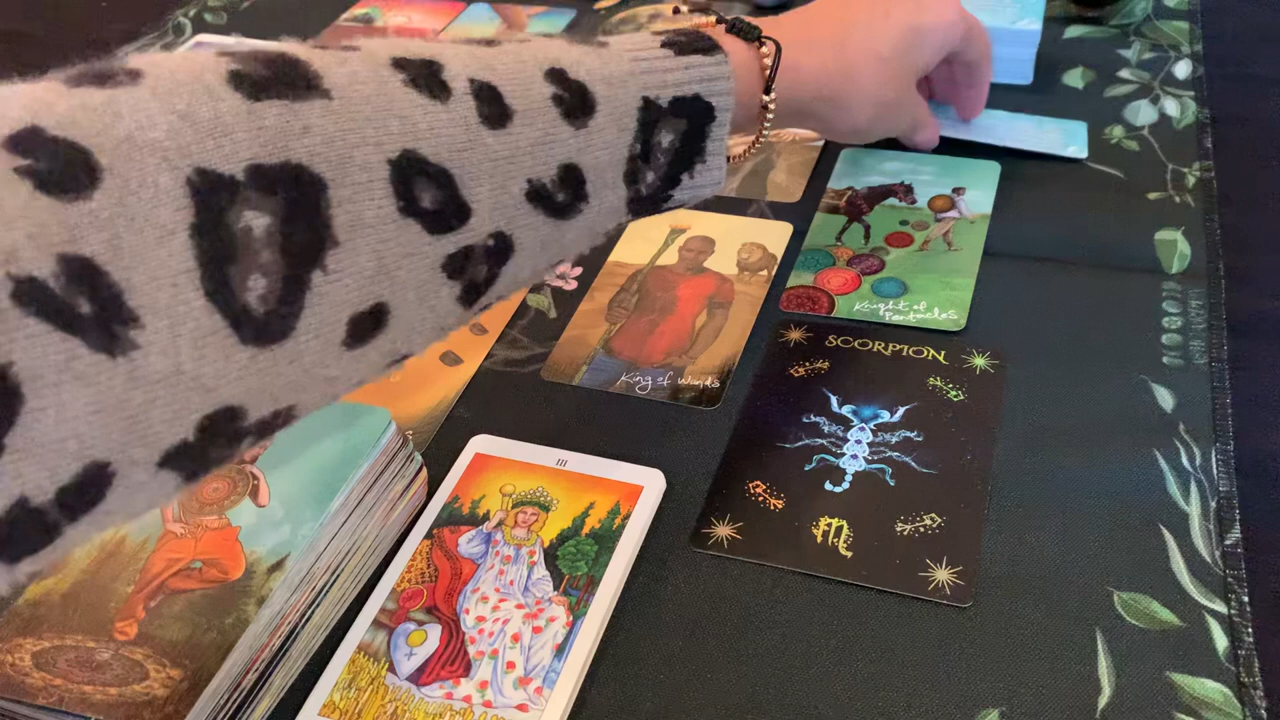 Knight of
Pentacles
King of Wands
SCORPION
III